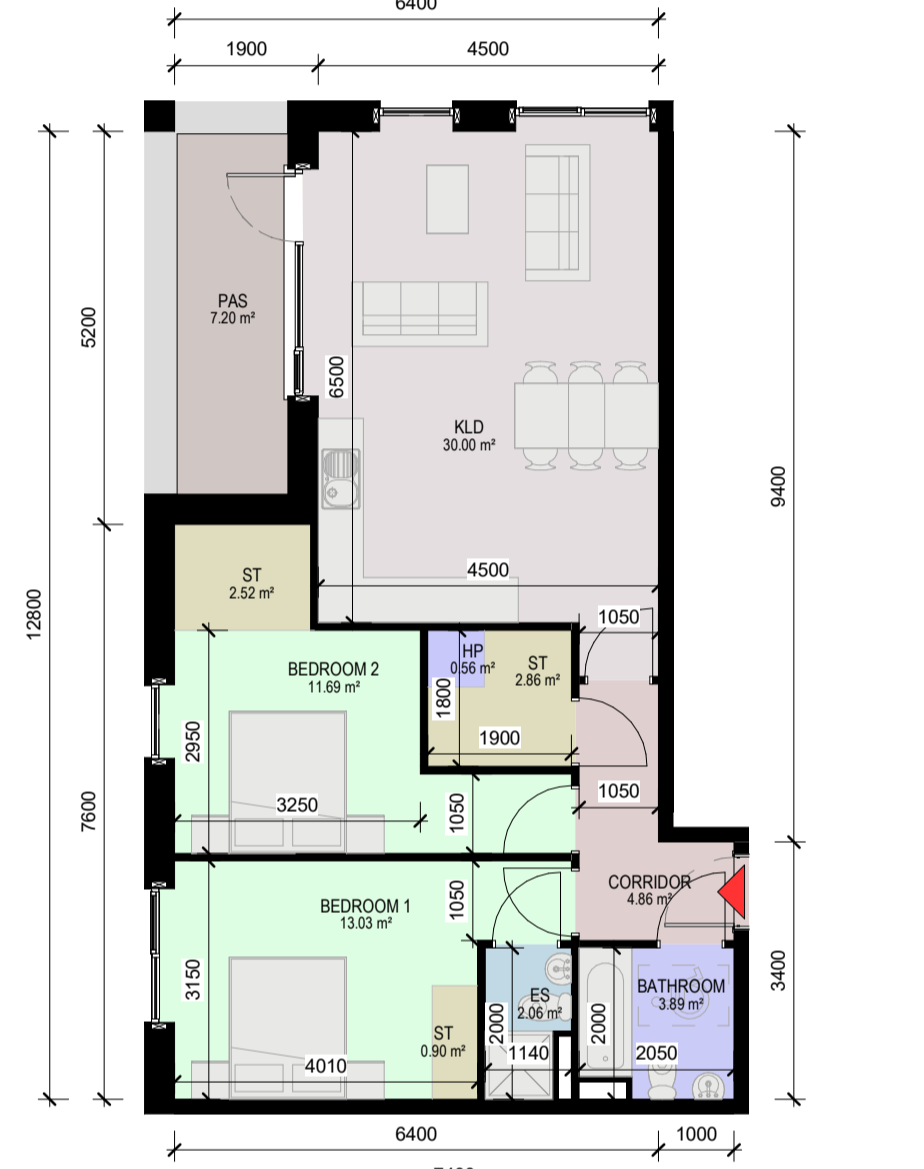 6400
1900
4500
PAS
7.20 m²
5200
6500
KLD
30.00 m²
9400
4500
ST
2.52 m²
12800
1050
HP
0.56 m²
ST
2.86 m²
BEDROOM 2
11.69 m²
1800
2950
1900
3250
1050
1050
7600
CORRIDOR
4.86 m²
BEDROOM 1
13.03 m²
1050
3150
3400
BATHROOM
3.89 m²
ES
2.06 m²
2000
2000
ST
0.90 m²
1140
2050
4010
6400
1000